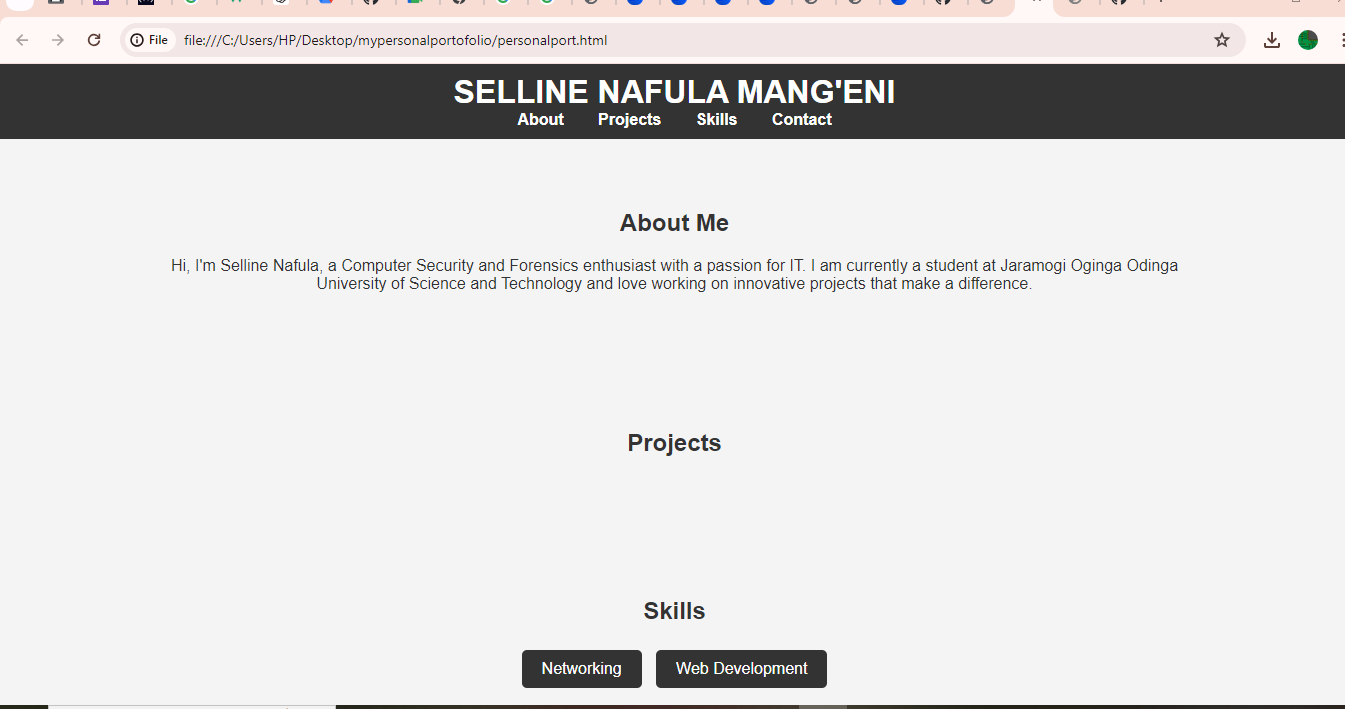 File file:///C:/Users/HP/Desktop/mypersonalportofolio/personalport.html
SELLINE NAFULA MANG'ENI
About Projects Skills Contact
About Me
Hi, I'm Selline Nafula, a Computer Security and Forensics enthusiast with a passion for IT. I am currently a student at Jaramogi Oginga Odinga
University of Science and Technology and love working on innovative projects that make a difference.
Projects
Skills
Networking Web Development